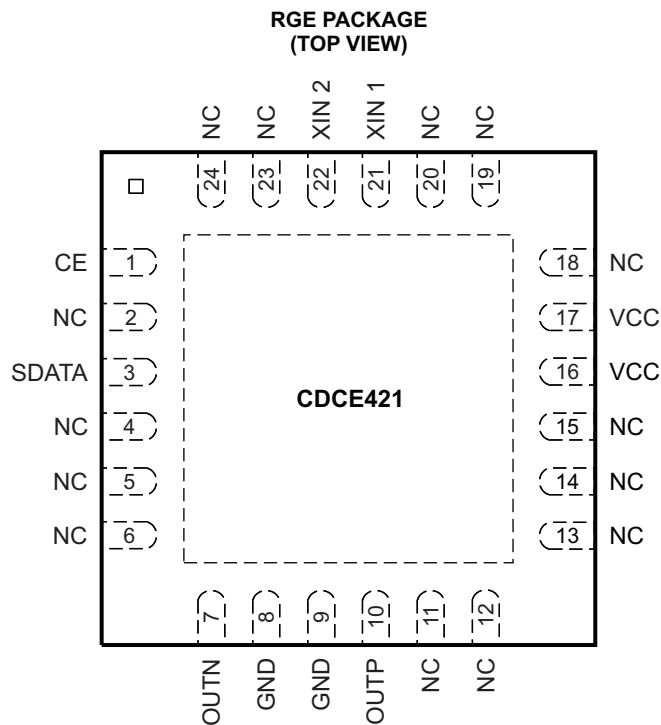 RGE PACKAGE
(TOP VIEW)
NC NC XIN 2 XIN 1 NC NC
24 23 22 21 20 19
CE 1 18 NC
NC 2 17 VCC
SDATA 3 16 VCC
CDCE421
NC 4 15 NC
NC 5 14 NC
NC 6 13 NC
7 8 9 10 11 12
OUTN GND GND OUTP NC NC